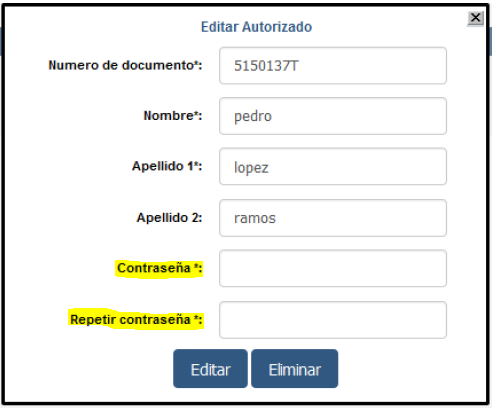 Editar Autorizado
Numero de documento*: 5150137T
Nombre*: pedro
Apellido 1*: lopez
Apellido 2: ramos
Contraseña *:
Repetir contraseña *:
Editar Eliminar